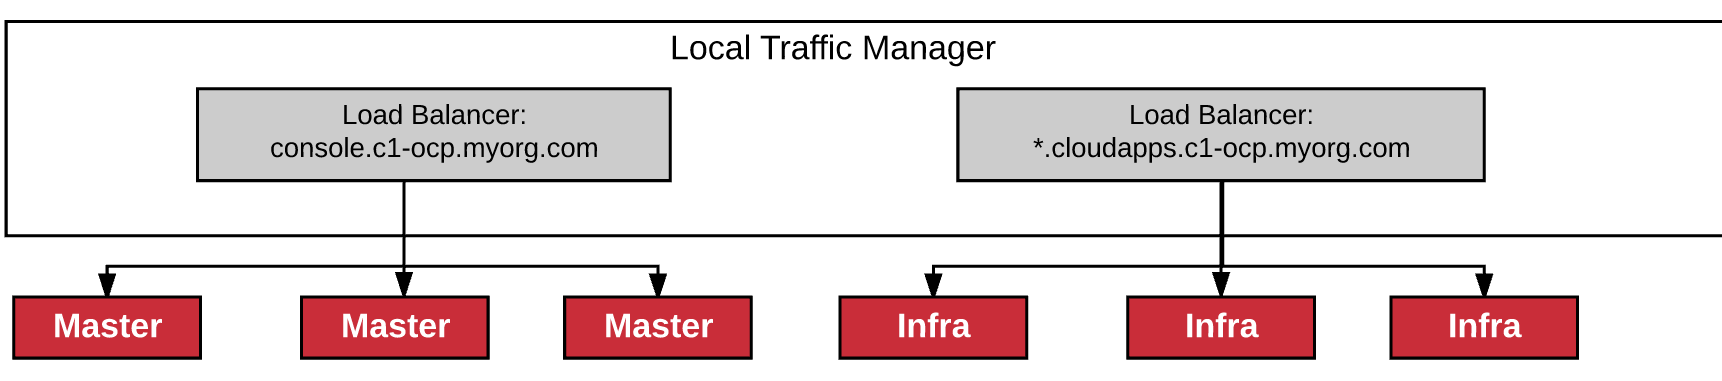 Local Traffic Manager
Load Balancer:
console.c1-ocp.myorg.com
Load Balancer:
*.cloudapps.c1-ocp.myorg.com
Master
Master
Master
Infra
Infra
Infra